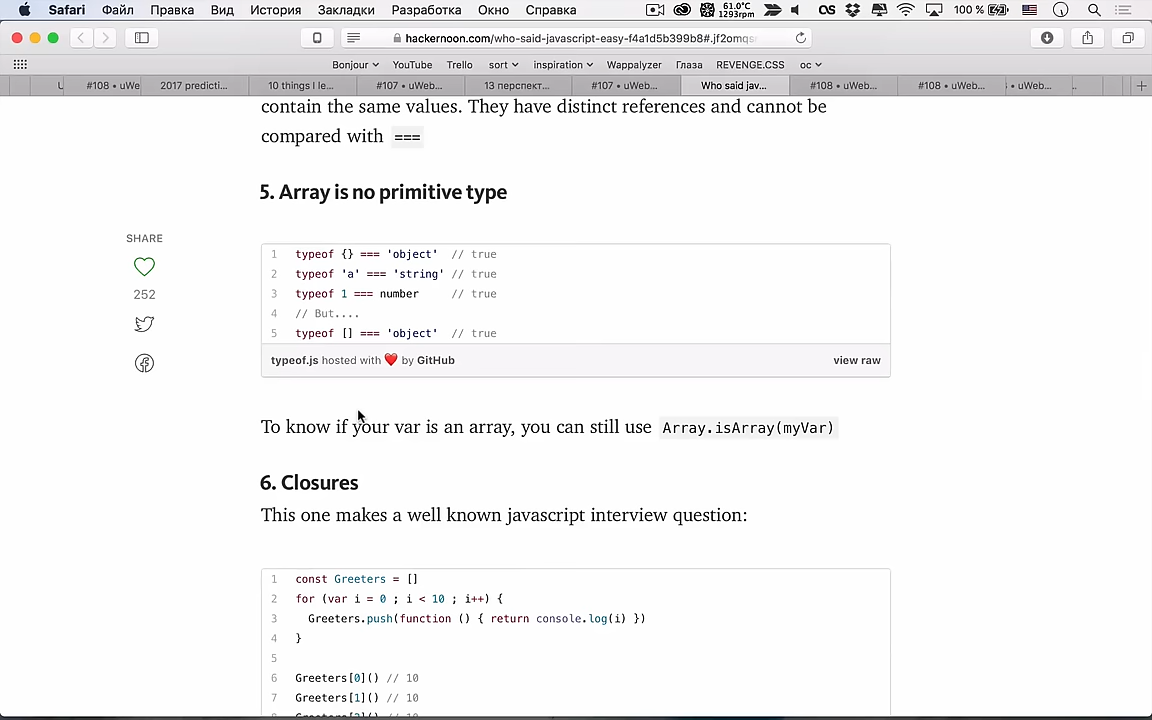 Safari Файл Правка Вид История Закладки Разработка Окно Справка 61.0°C 1293rpm 100 %
hackernoon.com/who-said-javascript-easy-f4a1d5b399b8#.jf2omqs
Bonjour YouTube Trello sort inspiration Wappalyzer Глаза REVENGE.CSS oc
#108 • uWe 2017 predicti... 10 things I le... #107 • uWeb... 13 перспект... #107 • uWeb... Who said jav... #108 • uWeb... #108 • uWeb... • uWeb...
contain the same values. They have distinct references and cannot be
compared with ===
5. Array is no primitive type
SHARE
252
1 typeof {} === 'object' // true
2 typeof 'a' === 'string' // true
3 typeof 1 === number // true
4 // But....
5 typeof [] === 'object' // true
typeof.js hosted with ❤ by GitHub view raw
To know if your var is an array, you can still use Array.isArray(myVar)
6. Closures
This one makes a well known javascript interview question:
1 const Greeters = []
2 for (var i = 0 ; i < 10 ; i++) {
3 Greeters.push(function () { return console.log(i) })
4 }
5
6 Greeters[0]() // 10
7 Greeters[1]() // 10
8 Greeters[2]() // 10